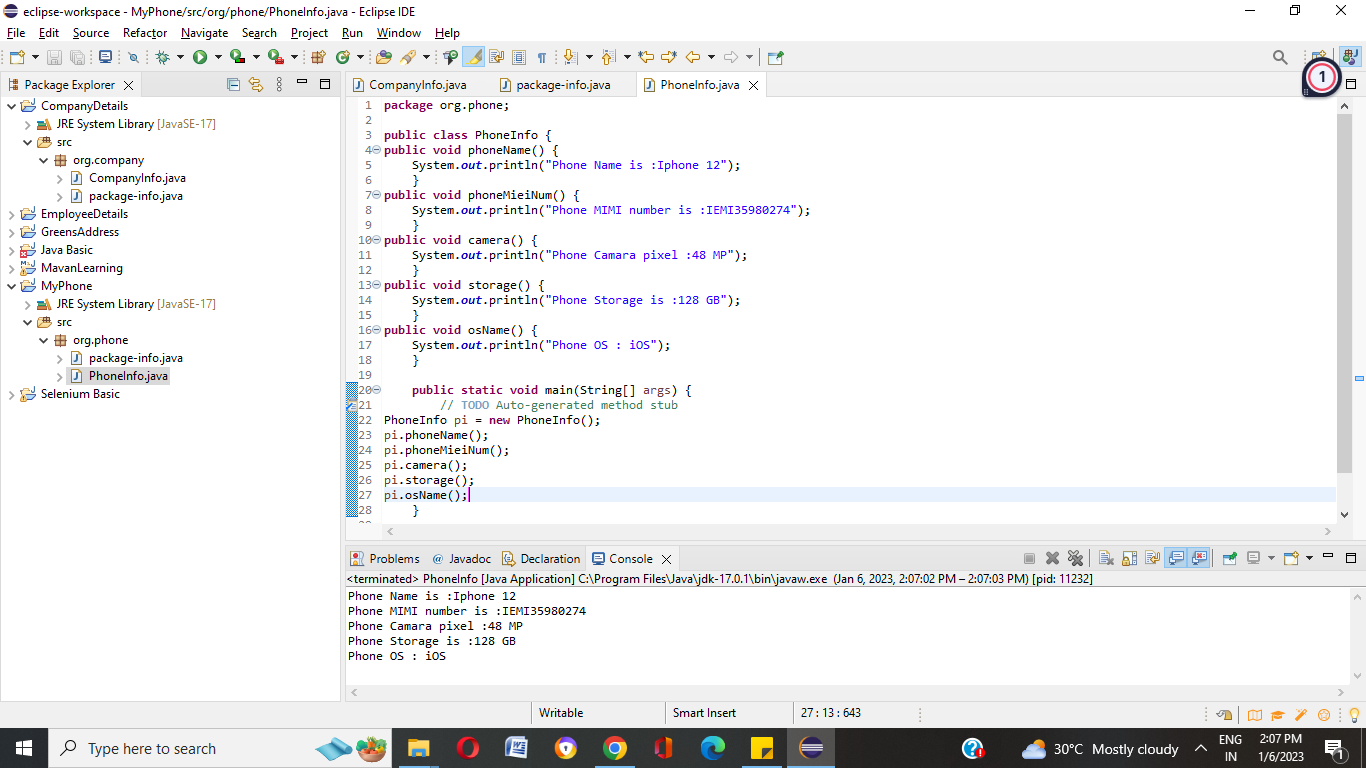 eclipse-workspace - MyPhone/src/org/phone/PhoneInfo.java - Eclipse IDE
File Edit Source Refactor Navigate Search Project Run Window Help
1
Package Explorer
CompanyDetails
JRE System Library [JavaSE-17]
src
org.company
CompanyInfo.java
package-info.java
EmployeeDetails
GreensAddress
Java Basic
MavanLearning
MyPhone
JRE System Library [JavaSE-17]
src
org.phone
package-info.java
PhoneInfo.java
Selenium Basic
CompanyInfo.java package-info.java PhoneInfo.java
1 package org.phone;
2
3 public class PhoneInfo {
4 public void phoneName() {
5 System.out.println("Phone Name is :Iphone 12");
6 }
7 public void phoneMieiNum() {
8 System.out.println("Phone MIMI number is :IEMI35980274");
9 }
10 public void camera() {
11 System.out.println("Phone Camara pixel :48 MP");
12 }
13 public void storage() {
14 System.out.println("Phone Storage is :128 GB");
15 }
16 public void osName() {
17 System.out.println("Phone OS : iOS");
18 }
19
20 public static void main(String[] args) {
21 // TODO Auto-generated method stub
22 PhoneInfo pi = new PhoneInfo();
23 pi.phoneName();
24 pi.phoneMieiNum();
25 pi.camera();
26 pi.storage();
27 pi.osName();
28 }
Problems @ Javadoc Declaration Console
<terminated> PhoneInfo [Java Application] C:\Program Files\Java\jdk-17.0.1\bin\javaw.exe (Jan 6, 2023, 2:07:02 PM – 2:07:03 PM) [pid: 11232]
Phone Name is :Iphone 12
Phone MIMI number is :IEMI35980274
Phone Camara pixel :48 MP
Phone Storage is :128 GB
Phone OS : iOS
Writable Smart Insert 27 : 13 : 643
Type here to search
30°C Mostly cloudy
ENG
IN
2:07 PM
1/6/2023
1